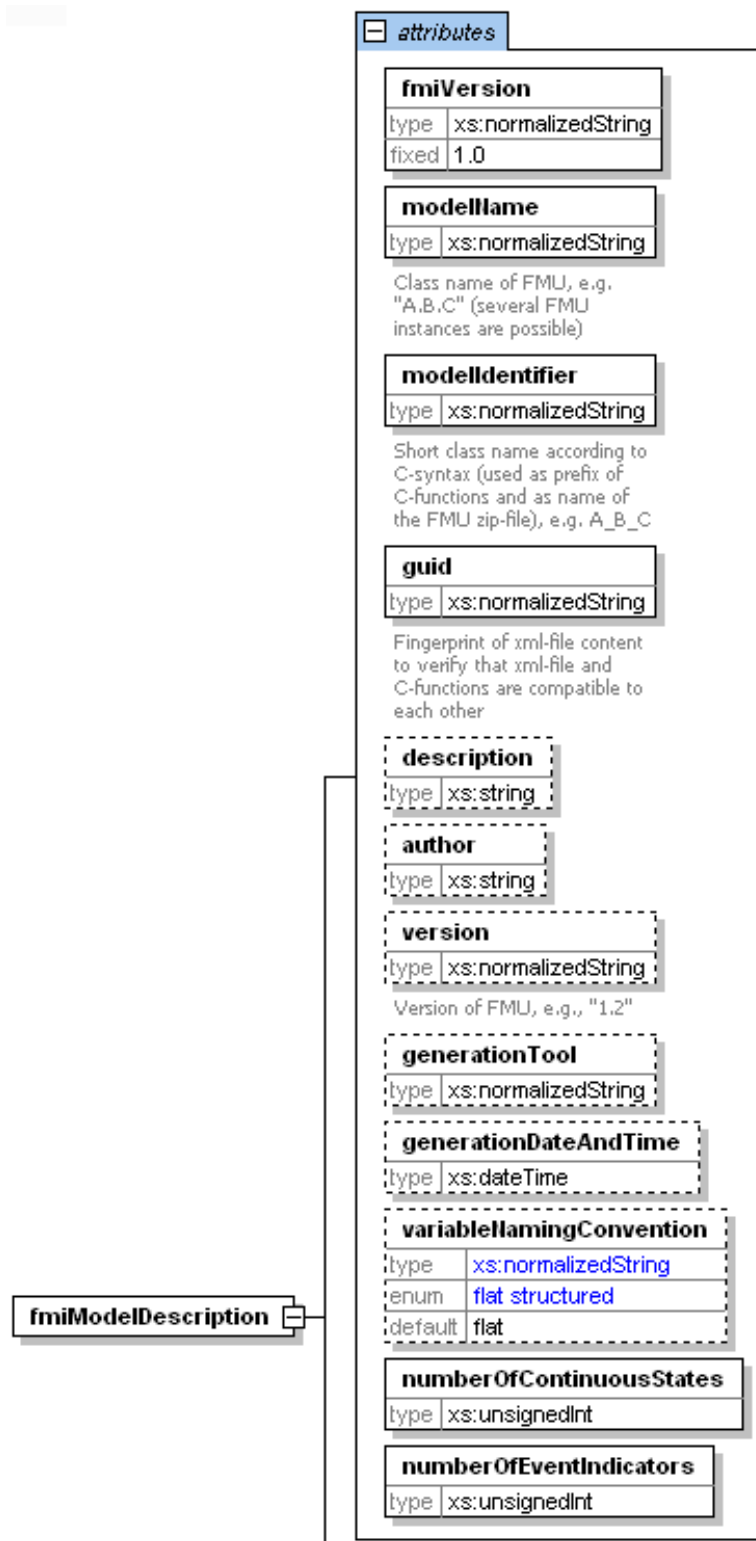 attributes
fmiVersion
type xs:normalizedString
fixed 1.0
modelName
type xs:normalizedString
Class name of FMU, e.g.
"A.B.C" (several FMU
instances are possible)
modelIdentifier
type xs:normalizedString
Short class name according to
C-syntax (used as prefix of
C-functions and as name of
the FMU zip-file), e.g. A_B_C
guid
type xs:normalizedString
Fingerprint of xml-file content
to verify that xml-file and
C-functions are compatible to
each other
description
type xs:string
author
type xs:string
version
type xs:normalizedString
Version of FMU, e.g., "1.2"
generationTool
type xs:normalizedString
generationDateAndTime
type xs:dateTime
variableNamingConvention
type xs:normalizedString
enum flat structured
default flat
fmiModelDescription
numberOfContinuousStates
type xs:unsignedInt
numberOfEventIndicators
type xs:unsignedInt